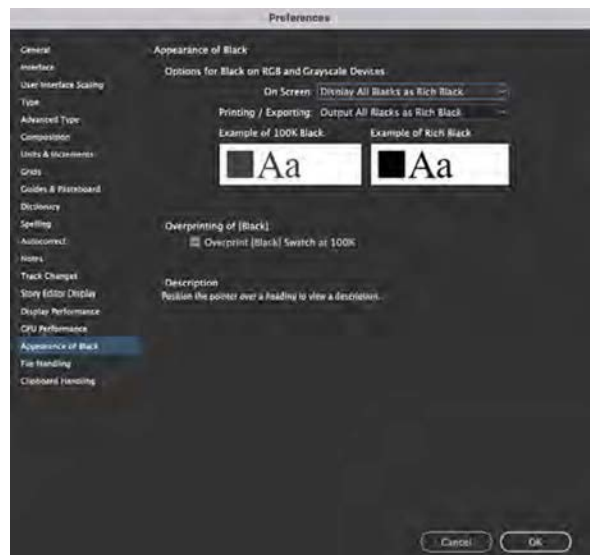 Preferences
General
Interface
User Interface Scaling
Type
Advanced Type
Composition
Units & Increments
Grids
Guides & Pasteboard
Dictionary
Spelling
Autocorrect
Notes
Track Changes
Story Editor Display
Display Performance
GPU Performance
Appearance of Black
File Handling
Clipboard Handling
Appearance of Black
Options for Black on RGB and Grayscale Devices
On Screen: Display All Blacks as Rich Black
Printing / Exporting: Output All Blacks as Rich Black
Example of 100K Black Example of Rich Black
Aa Aa
Overprinting of [Black]
Overprint [Black] Swatch at 100%
Description
Position the pointer over a heading to view a description.
Cancel OK